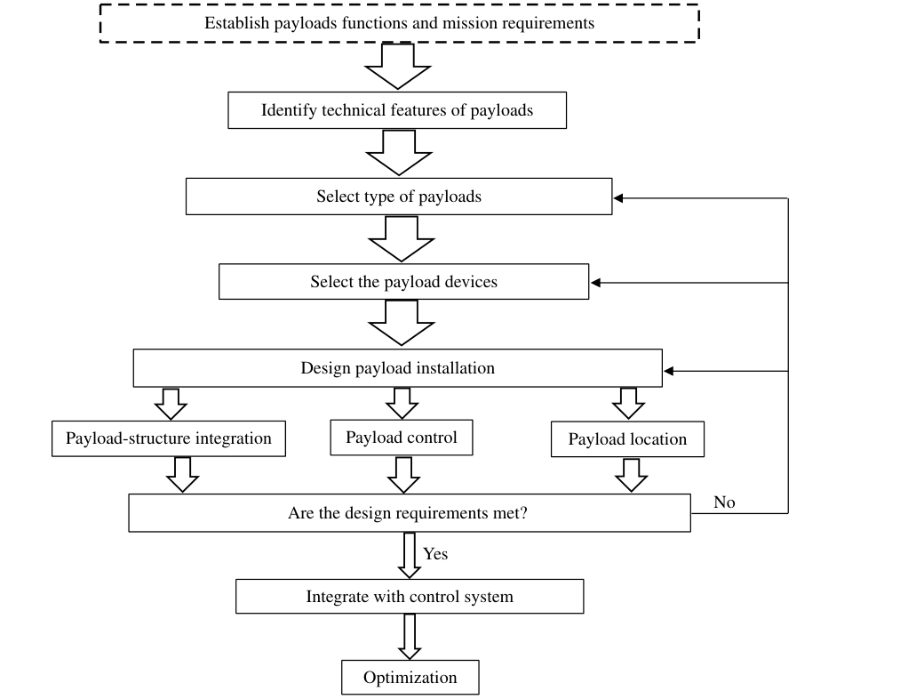 Establish payloads functions and mission requirements
Identify technical features of payloads
Select type of payloads
Select the payload devices
Design payload installation
Payload-structure integration
Payload control
Payload location
Are the design requirements met?
No
Yes
Integrate with control system
Optimization